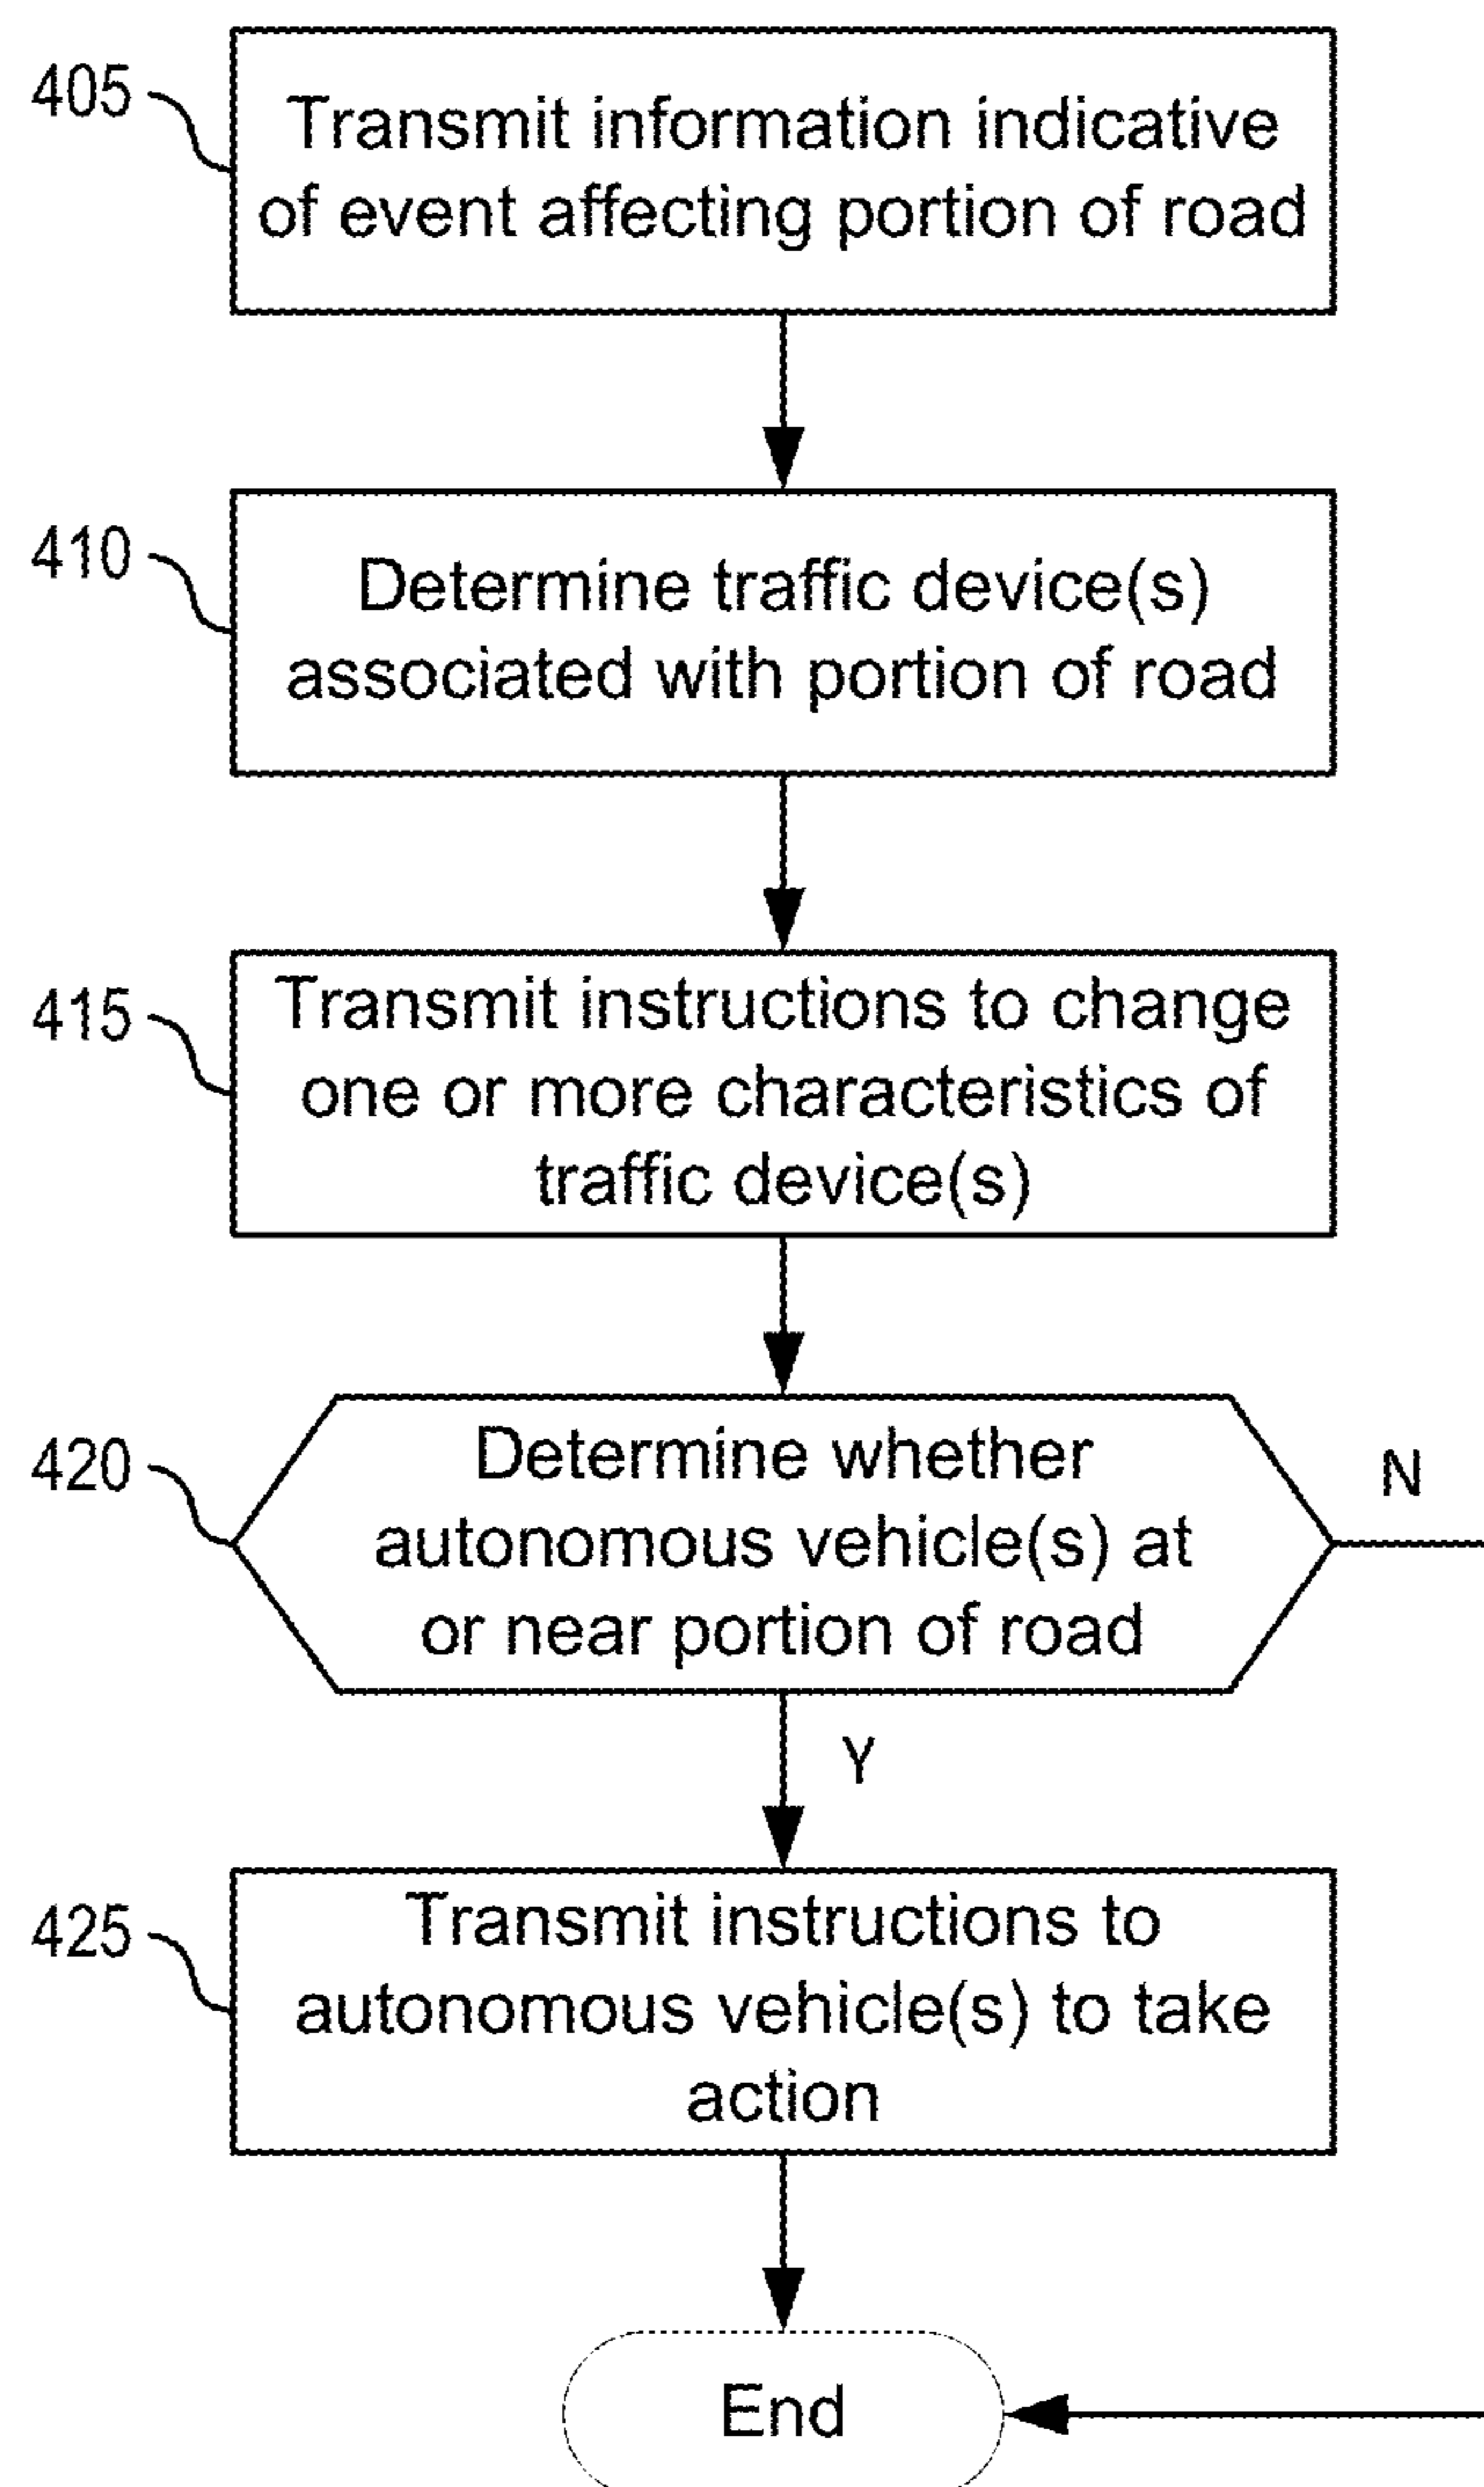 405
Transmit information indicative
of event affecting portion of road
410
Determine traffic device(s)
associated with portion of road
415
Transmit instructions to change
one or more characteristics of
traffic device(s)
420
Determine whether
autonomous vehicle(s) at
or near portion of road
N
Y
425
Transmit instructions to
autonomous vehicle(s) to take
action
End